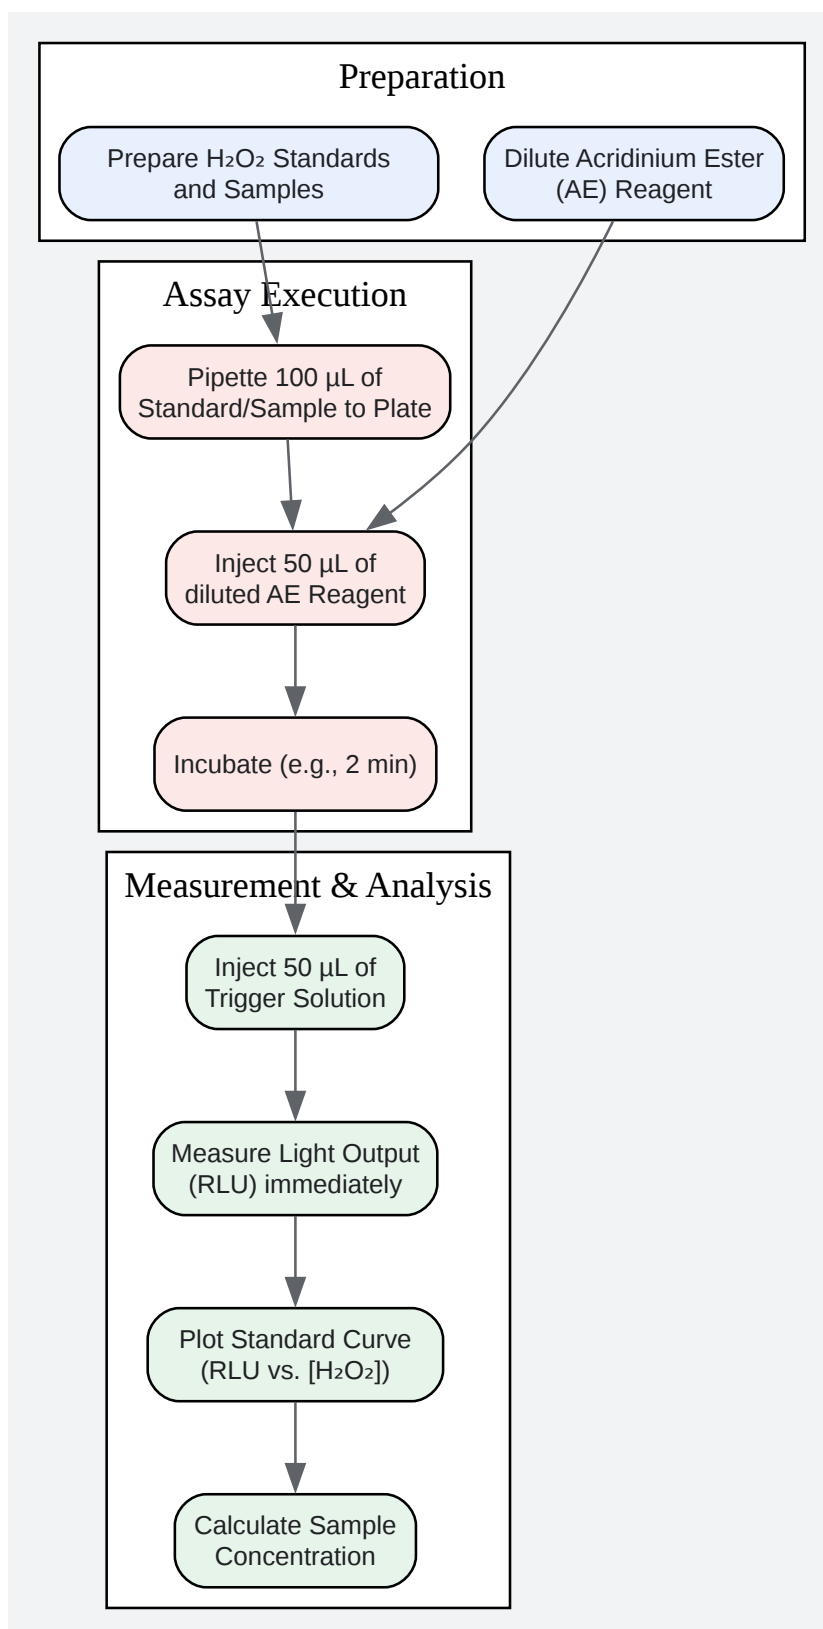 Preparation
Prepare H₂O₂ Standards
and Samples
Dilute Acridinium Ester
(AE) Reagent
Assay Execution
Pipette 100 µL of
Standard/Sample to Plate
Inject 50 µL of
diluted AE Reagent
Incubate (e.g., 2 min)
Measurement & Analysis
Inject 50 µL of
Trigger Solution
Measure Light Output
(RLU) immediately
Plot Standard Curve
(RLU vs. [H₂O₂])
Calculate Sample
Concentration